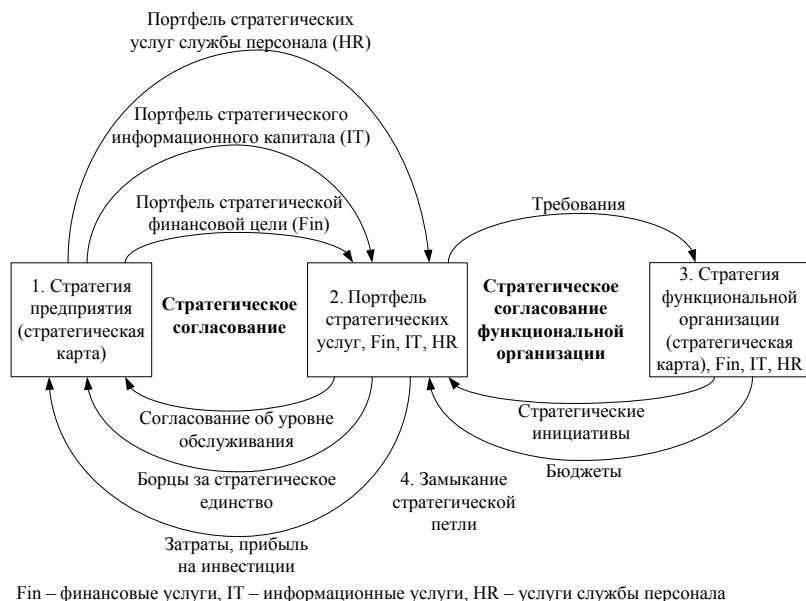 Портфель стратегических
услуг службы персонала (HR)
Портфель стратегического
информационного капитала (IT)
Портфель стратегической
финансовой цели (Fin)
Требования
1. Стратегия
предприятия
(стратегическая
карта)
Стратегическое
согласование
2. Портфель
стратегических
услуг, Fin, IT, HR
Стратегическое
согласование
функциональной
организации
3. Стратегия
функциональной
организации
(стратегическая
карта), Fin, IT, HR
Согласование об уровне
обслуживания
Стратегические
инициативы
Борцы за стратегическое
единство
Бюджеты
4. Замыкание
стратегической
петли
Затраты, прибыль
на инвестиции
Fin – финансовые услуги, IT – информационные услуги, HR – услуги службы персонала